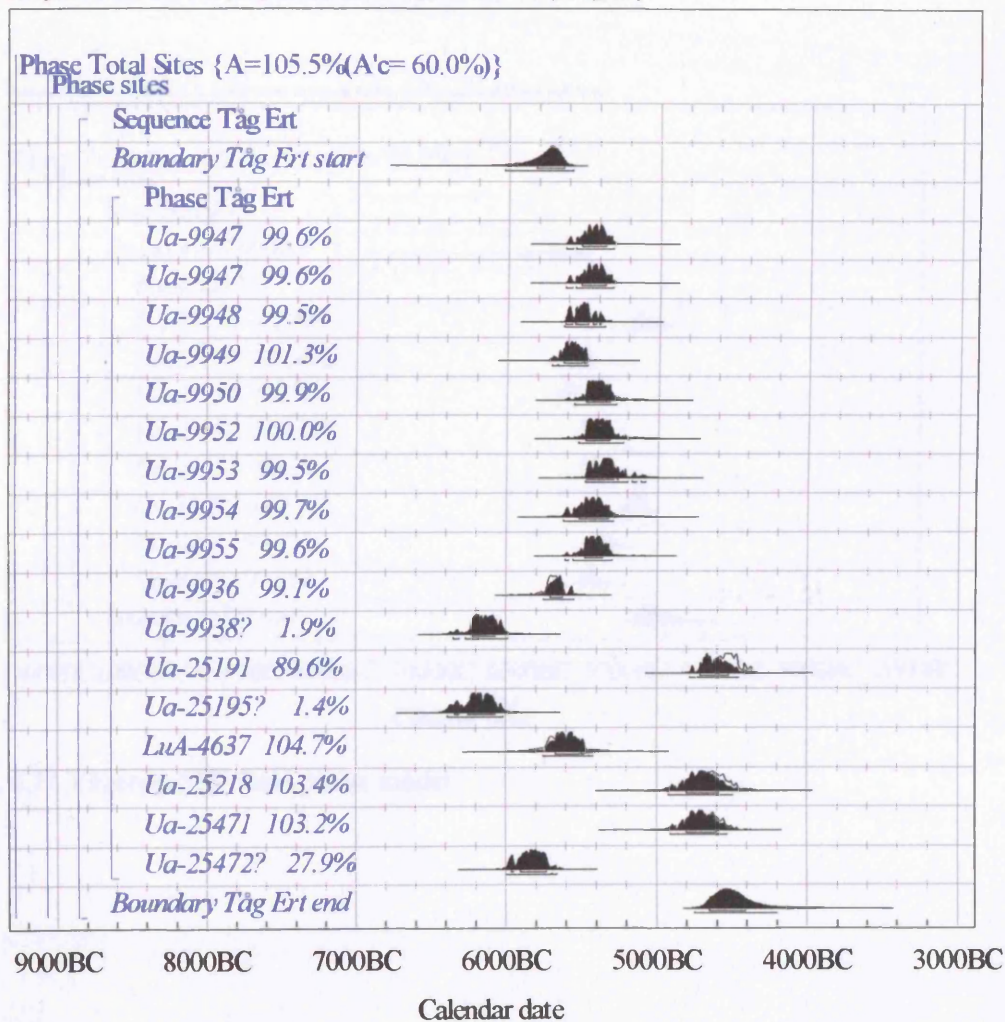 Phase Total Sites {A=105.5%(A'c= 60.0%)}
Phase sites
Sequence Tåg Ert
Boundary Tåg Ert start
Phase Tåg Ert
Ua-9947 99.6%
Ua-9947 99.6%
Ua-9948 99.5%
Ua-9949 101.3%
Ua-9950 99.9%
Ua-9952 100.0%
Ua-9953 99.5%
Ua-9954 99.7%
Ua-9955 99.6%
Ua-9936 99.1%
Ua-9938? 1.9%
Ua-25191 89.6%
Ua-25195? 1.4%
LuA-4637 104.7%
Ua-25218 103.4%
Ua-25471 103.2%
Ua-25472? 27.9%
Boundary Tåg Ert end
9000BC 8000BC 7000BC 6000BC 5000BC 4000BC 3000BC
Calendar date